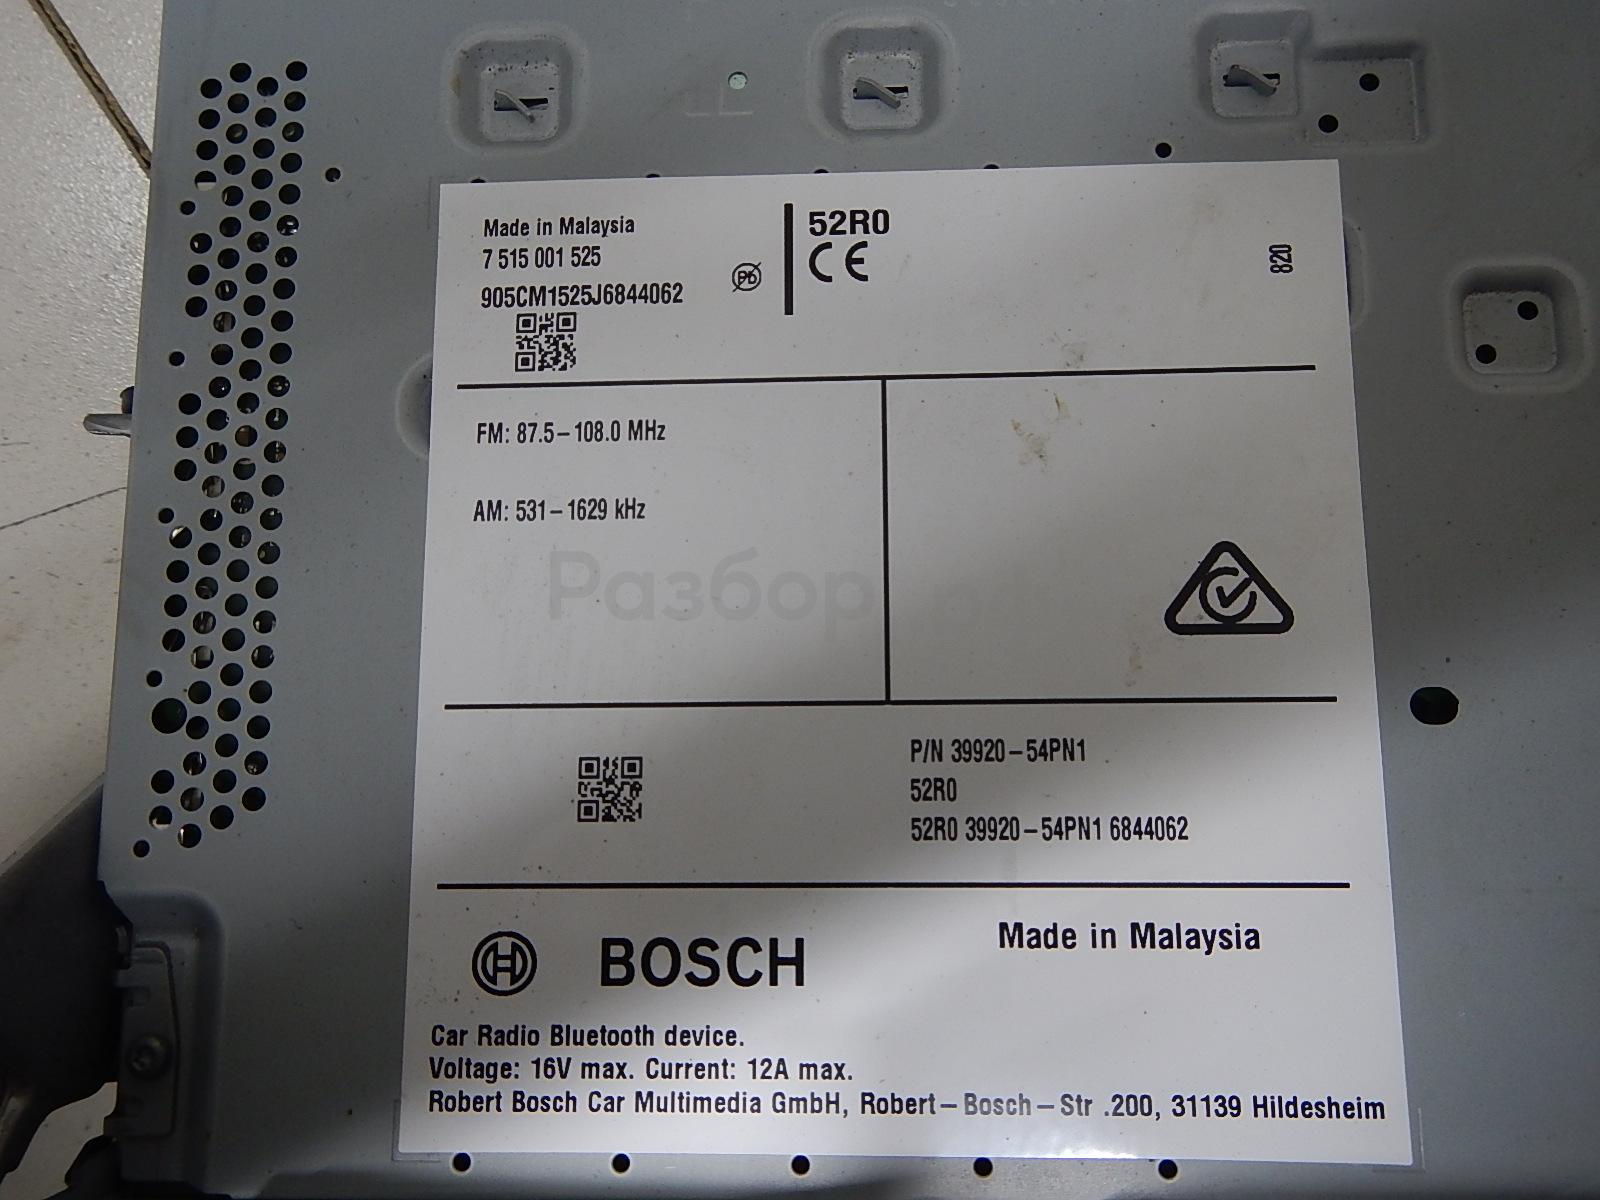 Made in Malaysia
7 515 001 525
905CM1525J6844062
Pb
52R0
CE
820
FM: 87.5–108.0 MHz
AM: 531–1629 kHz
Разбор
P/N 39920–54PN1
52R0
52R0 39920–54PN1 6844062
BOSCH
Made in Malaysia
Car Radio Bluetooth device.
Voltage: 16V max. Current: 12A max.
Robert Bosch Car Multimedia GmbH, Robert–Bosch–Str .200, 31139 Hildesheim